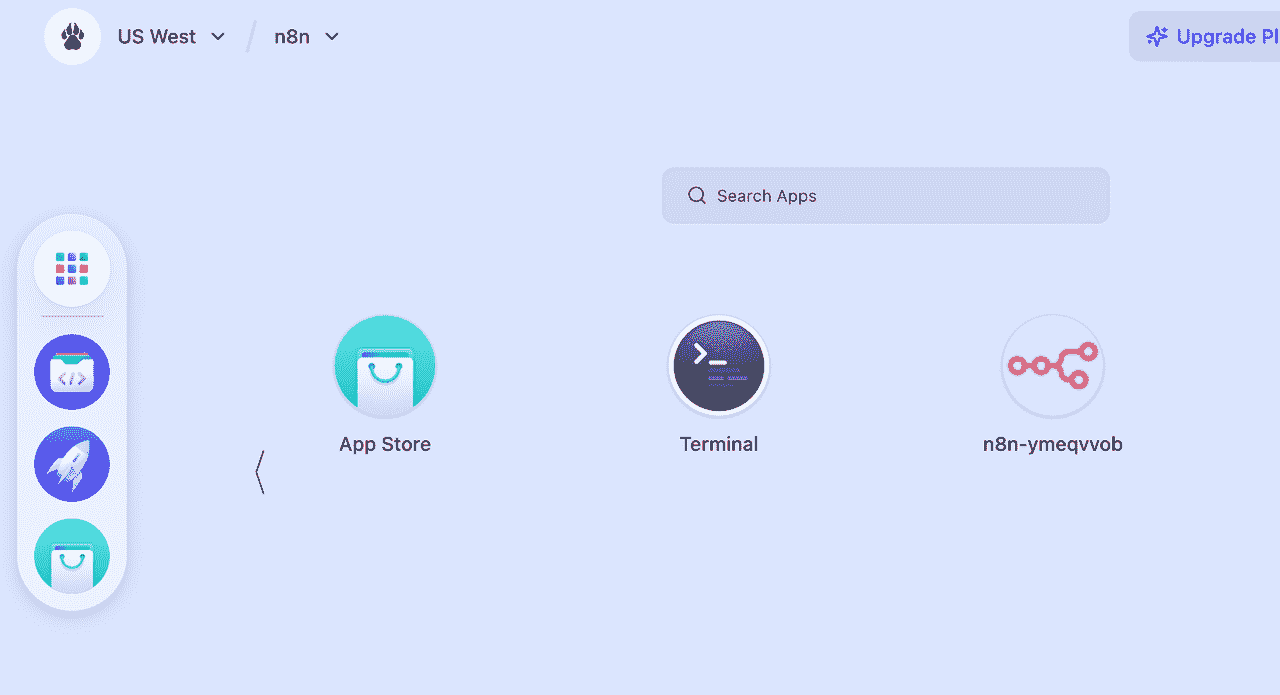 US West
n8n
Upgrade Pl
Search Apps
App Store
Terminal
n8n-ymeqvvob